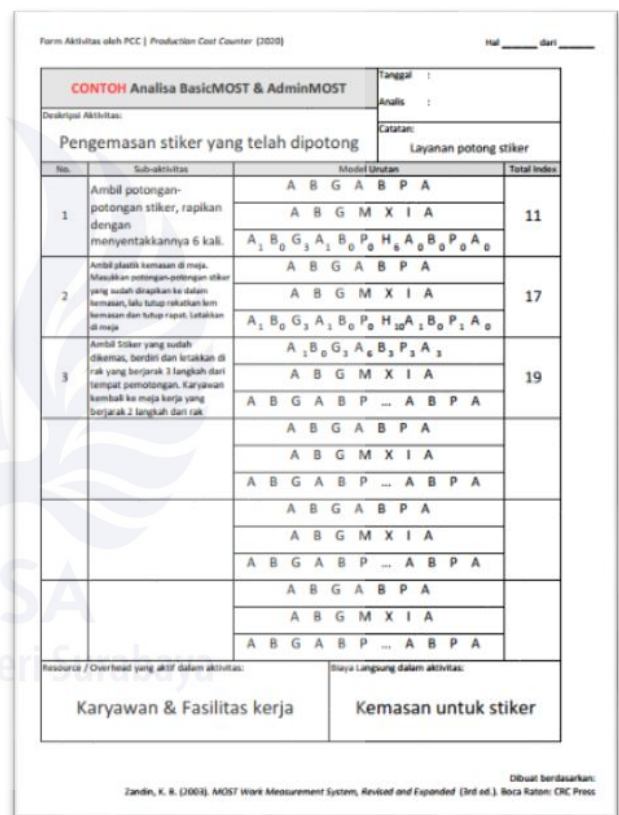 Form Aktivitas oleh PCC | Production Cost Counter (2020)
Hal ______ dari ______
CONTOH Analisa BasicMOST & AdminMOST
Tanggal :
Analis :
Deskripsi Aktivitas:
Pengemasan stiker yang telah dipotong
Catatan:
Layanan potong stiker
No. Sub-aktivitas Model Urutan Total Index
1
Ambil potongan-
potongan stiker, rapikan
dengan
menyentakkannya 6 kali.
A B G A B P A
A B G M X I A
A1 B0 G3 A1 B0 P0 H6 A0 B0 P0 A0
11
2
Ambil plastik kemasan di meja.
Masukkan potongan-potongan stiker
yang sudah dirapikan ke dalam
kemasan, lalu tutup rekatkan lem
kemasan dan tutup rapat. Letakkan
di meja
A B G A B P A
A B G M X I A
A1 B0 G3 A1 B0 P0 H10 A1 B0 P1 A0
17
3
Ambil Stiker yang sudah
dikemas, berdiri dan letakkan di
rak yang berjarak 3 langkah dari
tempat pemotongan. Karyawan
kembali ke meja kerja yang
berjarak 2 langkah dari rak
A1 B0 G3 A6 B3 P3 A3
A B G M X I A
A B G A B P ... A B P A
19
A B G A B P A
A B G M X I A
A B G A B P ... A B P A
A B G A B P A
A B G M X I A
A B G A B P ... A B P A
A B G A B P A
A B G M X I A
A B G A B P ... A B P A
Resource / Overhead yang aktif dalam aktivitas:
Karyawan & Fasilitas kerja
Biaya Langsung dalam aktivitas:
Kemasan untuk stiker
Dibuat berdasarkan:
Zandin, K. B. (2003). MOST Work Measurement System, Revised and Expanded (3rd ed.). Boca Raton: CRC Press
SA
eri Surabaya